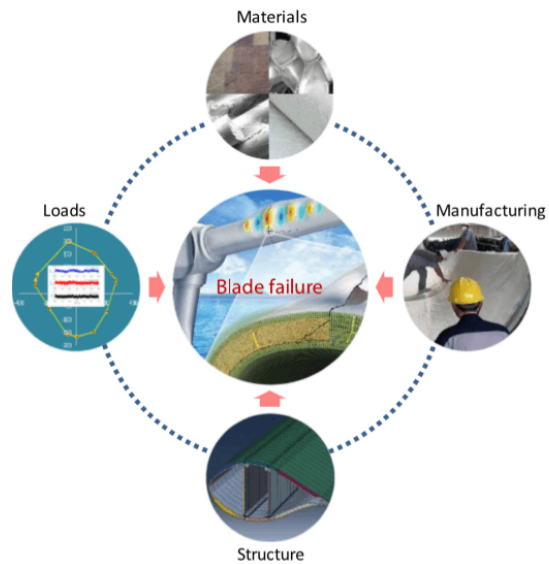 Materials
Loads
Manufacturing
Blade failure
Structure